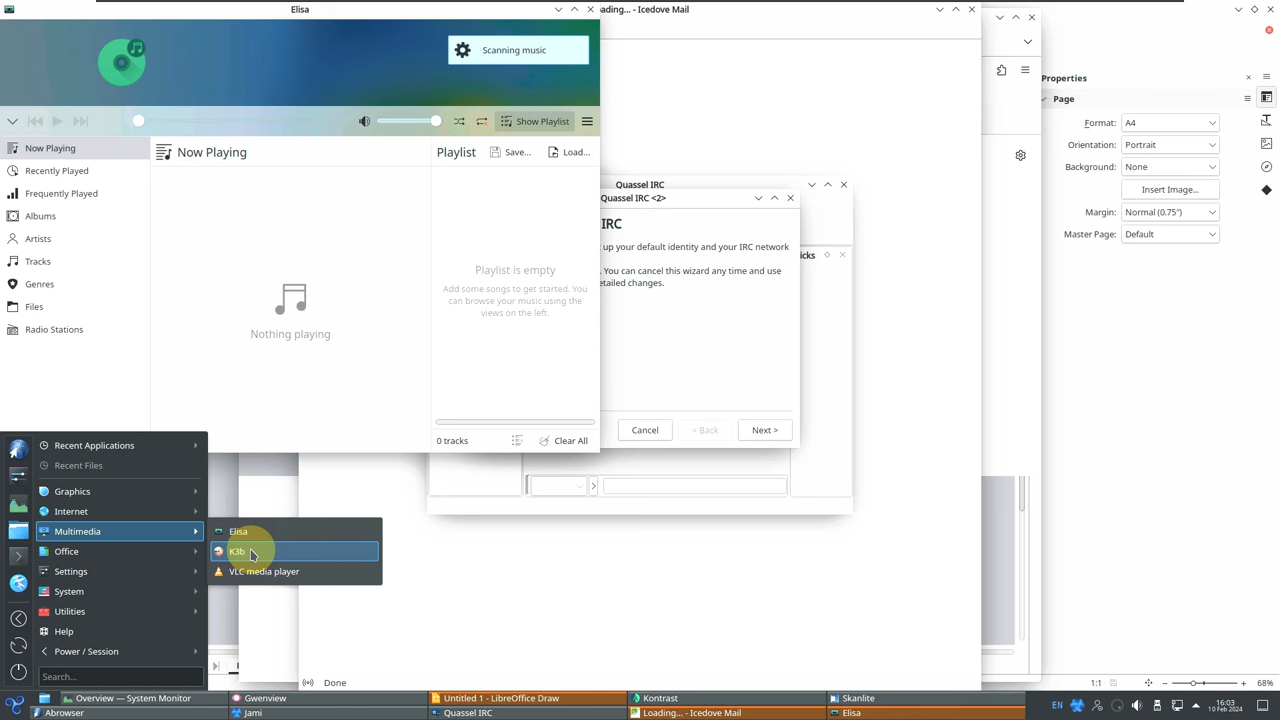 Elisa
Loading... - Icedove Mail
Scanning music
Show Playlist
Now Playing
Recently Played
Frequently Played
Albums
Artists
Tracks
Genres
Files
Radio Stations
Now Playing
Nothing playing
Playlist
Save...
Load...
Playlist is empty
Add some songs to get started. You
can browse your music using the
views on the left.
0 tracks
Clear All
Quassel IRC
Quassel IRC <2>
IRC
up your default identity and your IRC network
. You can cancel this wizard any time and use
etailed changes.
icks
Cancel
< Back
Next >
Properties
Page
Format:
A4
Orientation:
Portrait
Background:
None
Insert Image...
Margin:
Normal (0.75")
Master Page:
Default
Recent Applications
Recent Files
Graphics
Internet
Multimedia
Office
Settings
System
Utilities
Help
Power / Session
Search...
Elisa
K3b
VLC media player
Done
1:1
68%
Overview — System Monitor
Gwenview
Untitled 1 - LibreOffice Draw
Kontrast
Skanlite
Abrowser
Jami
Quassel IRC
Loading... - Icedove Mail
Elisa
EN
16:03
10 Feb 2024